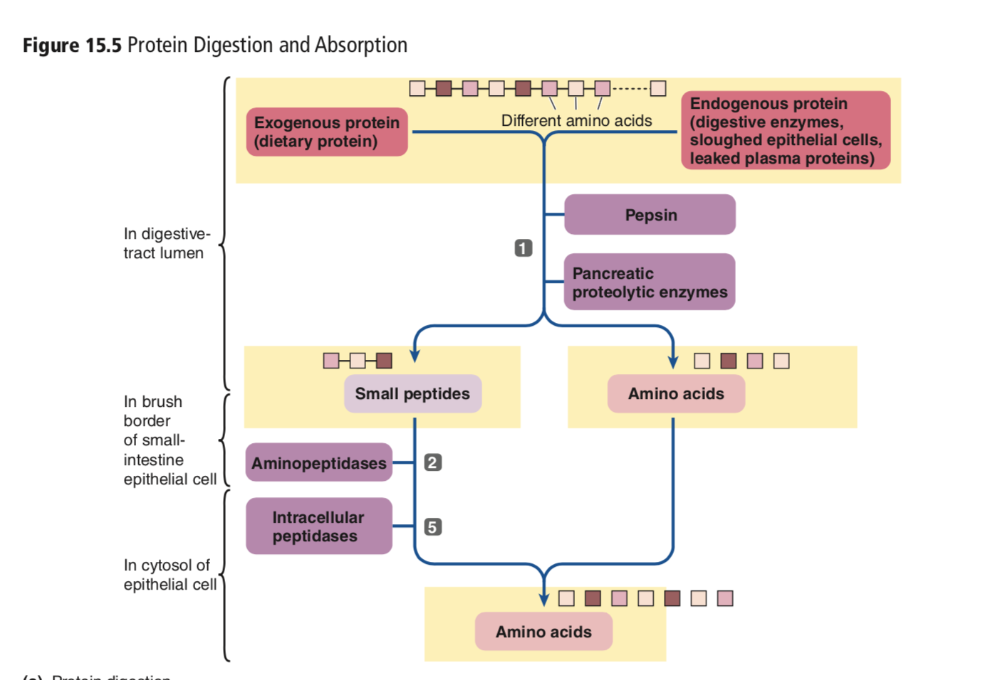 Figure 15.5 Protein Digestion and Absorption
Different amino acids
Exogenous protein
(dietary protein)
Endogenous protein
(digestive enzymes,
sloughed epithelial cells,
leaked plasma proteins)
In digestive-
tract lumen
Pepsin
1
Pancreatic
proteolytic enzymes
Small peptides
Amino acids
In brush
border
of small-
intestine
epithelial cell
Aminopeptidases
2
Intracellular
peptidases
5
In cytosol of
epithelial cell
Amino acids
(a) Protein digestion